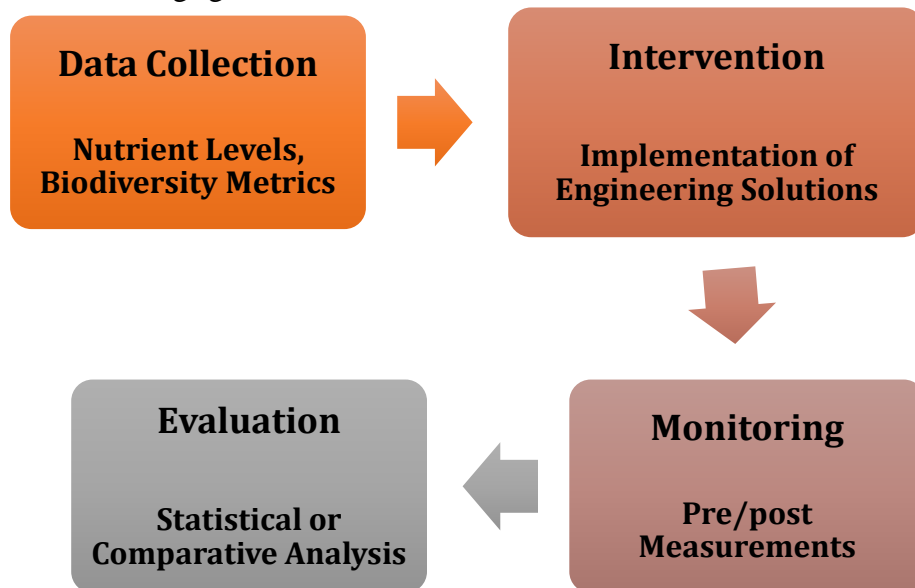 Data Collection
Nutrient Levels,
Biodiversity Metrics
Intervention
Implementation of
Engineering Solutions
Monitoring
Pre/post
Measurements
Evaluation
Statistical or
Comparative Analysis